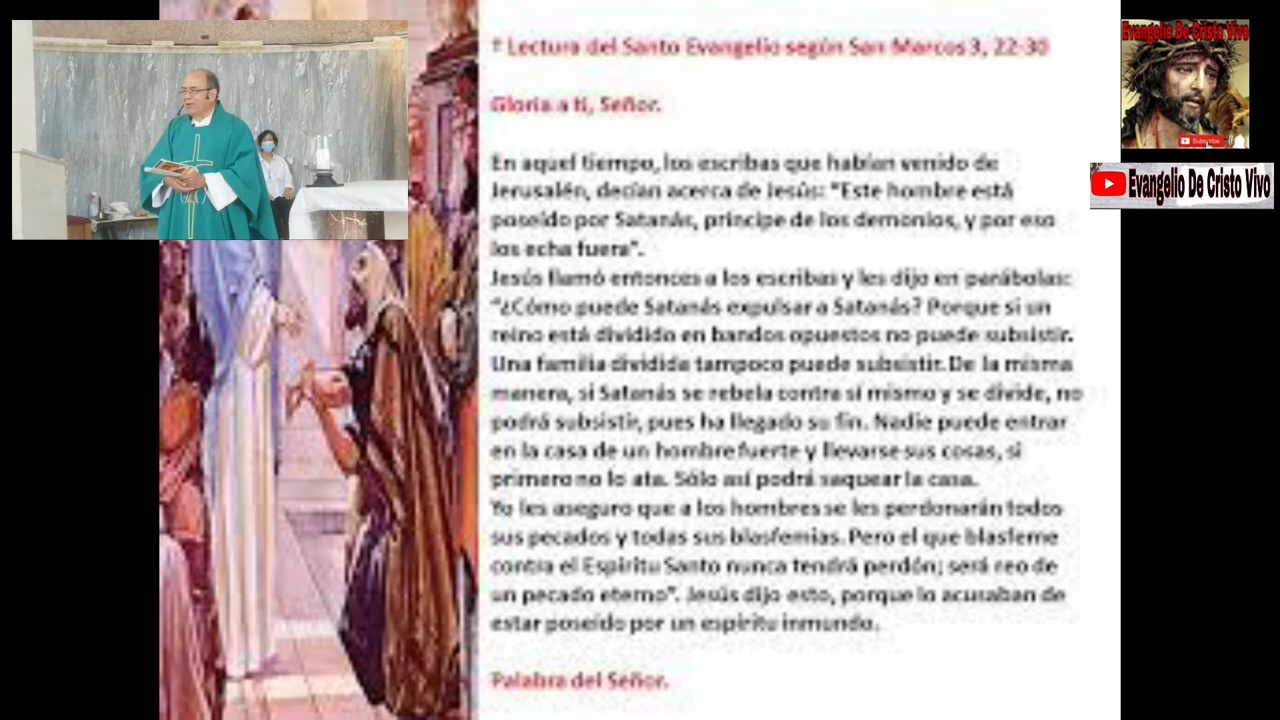 † Lectura del Santo Evangelio según San Marcos 3, 22-30
Gloria a ti, Señor.
En aquel tiempo, los escribas que habían venido de
Jerusalén, decían acerca de Jesús: "Este hombre está
poseído por Satanás, príncipe de los demonios, y por eso
los echa fuera".
Jesús llamó entonces a los escribas y les dijo en parábolas:
"¿Cómo puede Satanás expulsar a Satanás? Porque si un
reino está dividido en bandos opuestos no puede subsistir.
Una familia dividida tampoco puede subsistir. De la misma
manera, si Satanás se rebela contra sí mismo y se divide, no
podrá subsistir, pues ha llegado su fin. Nadie puede entrar
en la casa de un hombre fuerte y llevarse sus cosas, si
primero no lo ata. Sólo así podrá saquear la casa.
Yo les aseguro que a los hombres se les perdonarán todos
sus pecados y todas sus blasfemias. Pero el que blasfeme
contra el Espíritu Santo nunca tendrá perdón; será reo de
un pecado eterno". Jesús dijo esto, porque lo acusaban de
estar poseído por un espíritu inmundo.
Palabra del Señor.
Evangelio De Cristo Vivo
Subscribe
Evangelio De Cristo Vivo